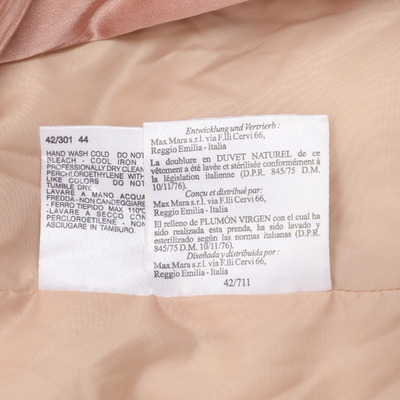 42/301 44
HAND WASH COLD DO NOT
BLEACH - COOL IRON
PROFESSIONALLY DRY CLEAN
PERCHLOROETHYLENE WITH
LIKE COLORS DO NOT
TUMBLE DRY.
LAVARE A MANO ACQUA
FREDDA - NON CANDEGGIARE
- FERRO TIEPIDO MAX 110°C
- LAVARE A SECCO CON
PERCLOROETILENE - NON
ASCIUGARE IN TAMBURO.
Entwicklung und Vertrieb :
Max Mara s.r.l. via F.lli Cervi 66,
Reggio Emilia - Italia
La doublure en DUVET NATUREL de ce
vêtement a été lavée et stérilisée conformément à
la législation italienne (D.P.R. 845/75 D.M.
10/11/76).
Conçu et distribué par:
Max Mara s.r.l. via F.lli Cervi 66,
Reggio Emilia - Italia
El relleno de PLUMÓN VIRGEN con el cual ha
sido realizada esta prenda, ha sido lavado y
esterilizado según las normas italianas (D.P.R.
845/75 D.M. 10/11/76).
Diseñada y distribuida por:
Max Mara s.r.l. via F.lli Cervi 66,
Reggio Emilia - Italia
42/711